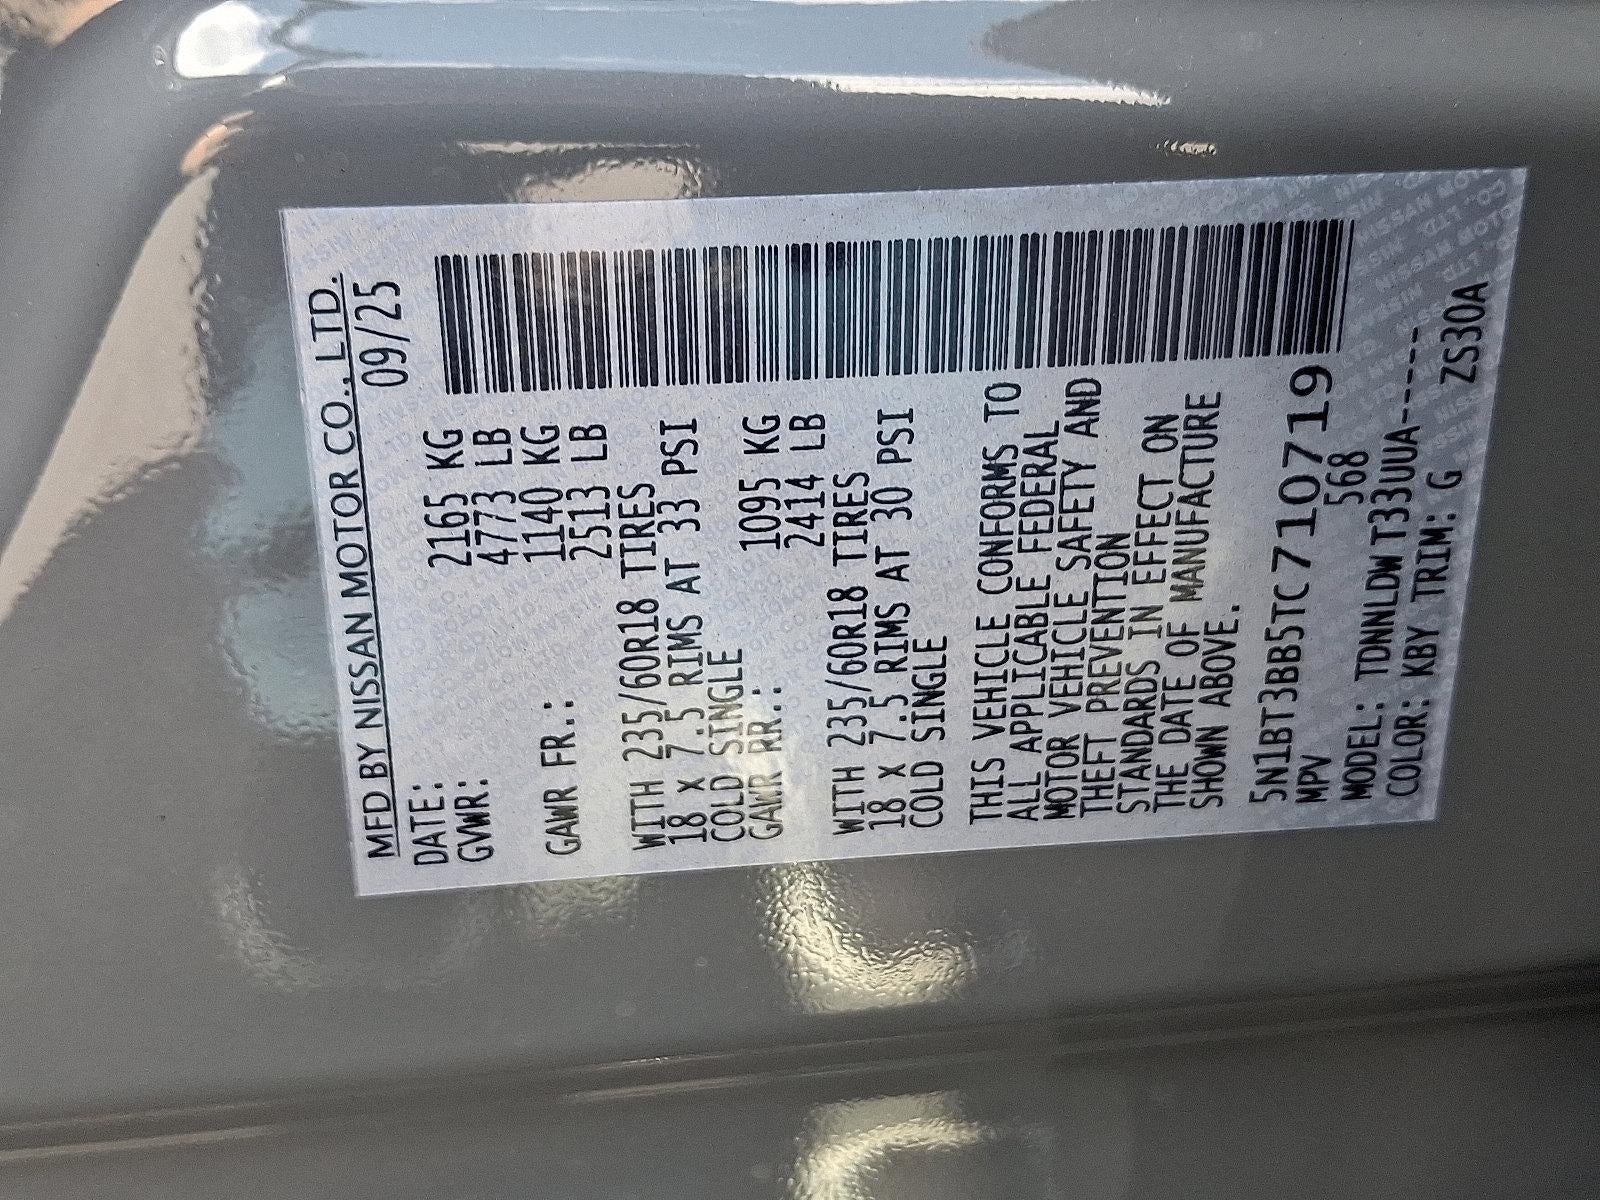 MFD BY NISSAN MOTOR CO., LTD.
DATE: 09/25
GVWR: 2165 KG
4773 LB
GAWR FR.: 1140 KG
2513 LB
WITH 235/60R18 TIRES
18 X 7.5 RIMS AT 33 PSI
COLD SINGLE
GAWR RR.: 1095 KG
2414 LB
WITH 235/60R18 TIRES
18 X 7.5 RIMS AT 30 PSI
COLD SINGLE
THIS VEHICLE CONFORMS TO
ALL APPLICABLE FEDERAL
MOTOR VEHICLE SAFETY AND
THEFT PREVENTION
STANDARDS IN EFFECT ON
THE DATE OF MANUFACTURE
SHOWN ABOVE.
5N1BT3BB5TC710719
MPV 568
MODEL: TDNNLDWT33UUA-----
COLOR: KBY TRIM: G ZS30A